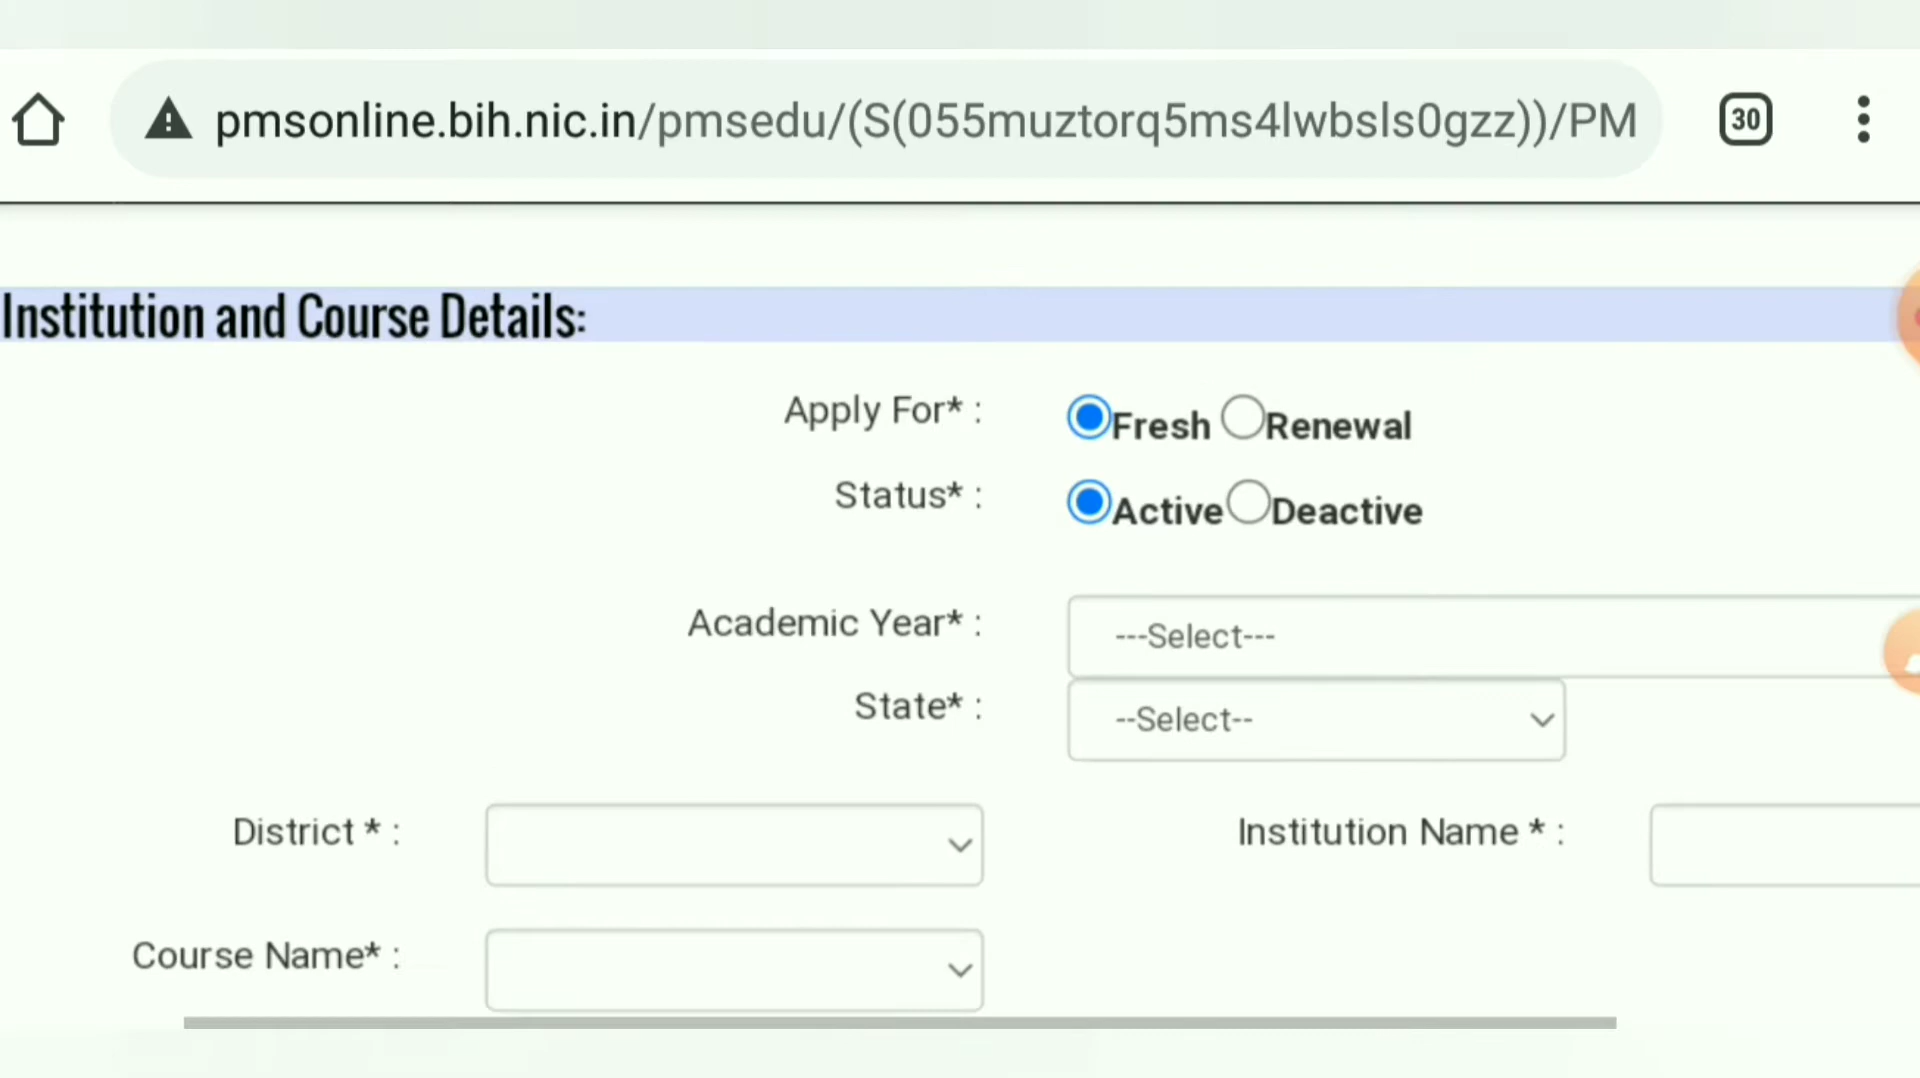 pmsonline.bih.nic.in/pmsedu/(S(055muztorq5ms4lwbsls0gzz))/PM
30
Institution and Course Details:
Apply For* : Fresh Renewal
Status* : Active Deactive
Academic Year* : ---Select---
State* : --Select--
District * : Institution Name * :
Course Name* :